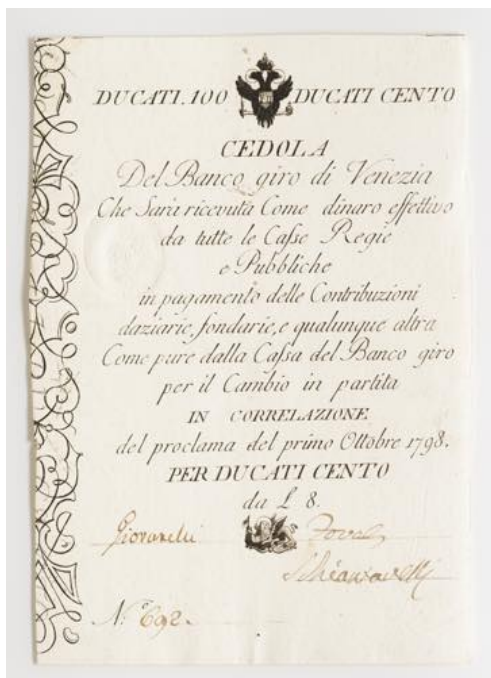 DUCATI. 100 DUCATI CENTO
CEDOLA
Del Banco giro di Venezia
Che Sarà ricevuta Come dinaro effettivo
da tutte le Casse Regie
e Pubbliche
in pagamento delle Contribuzioni
daziarie, fondarie, e qualunque altra
Come pure dalla Cassa del Banco giro
per il Cambio in partita
IN CORRELAZIONE
del proclama del primo Ottobre 1798.
PER DUCATI CENTO
da £ 8.
Giovanelli
N.º 692.